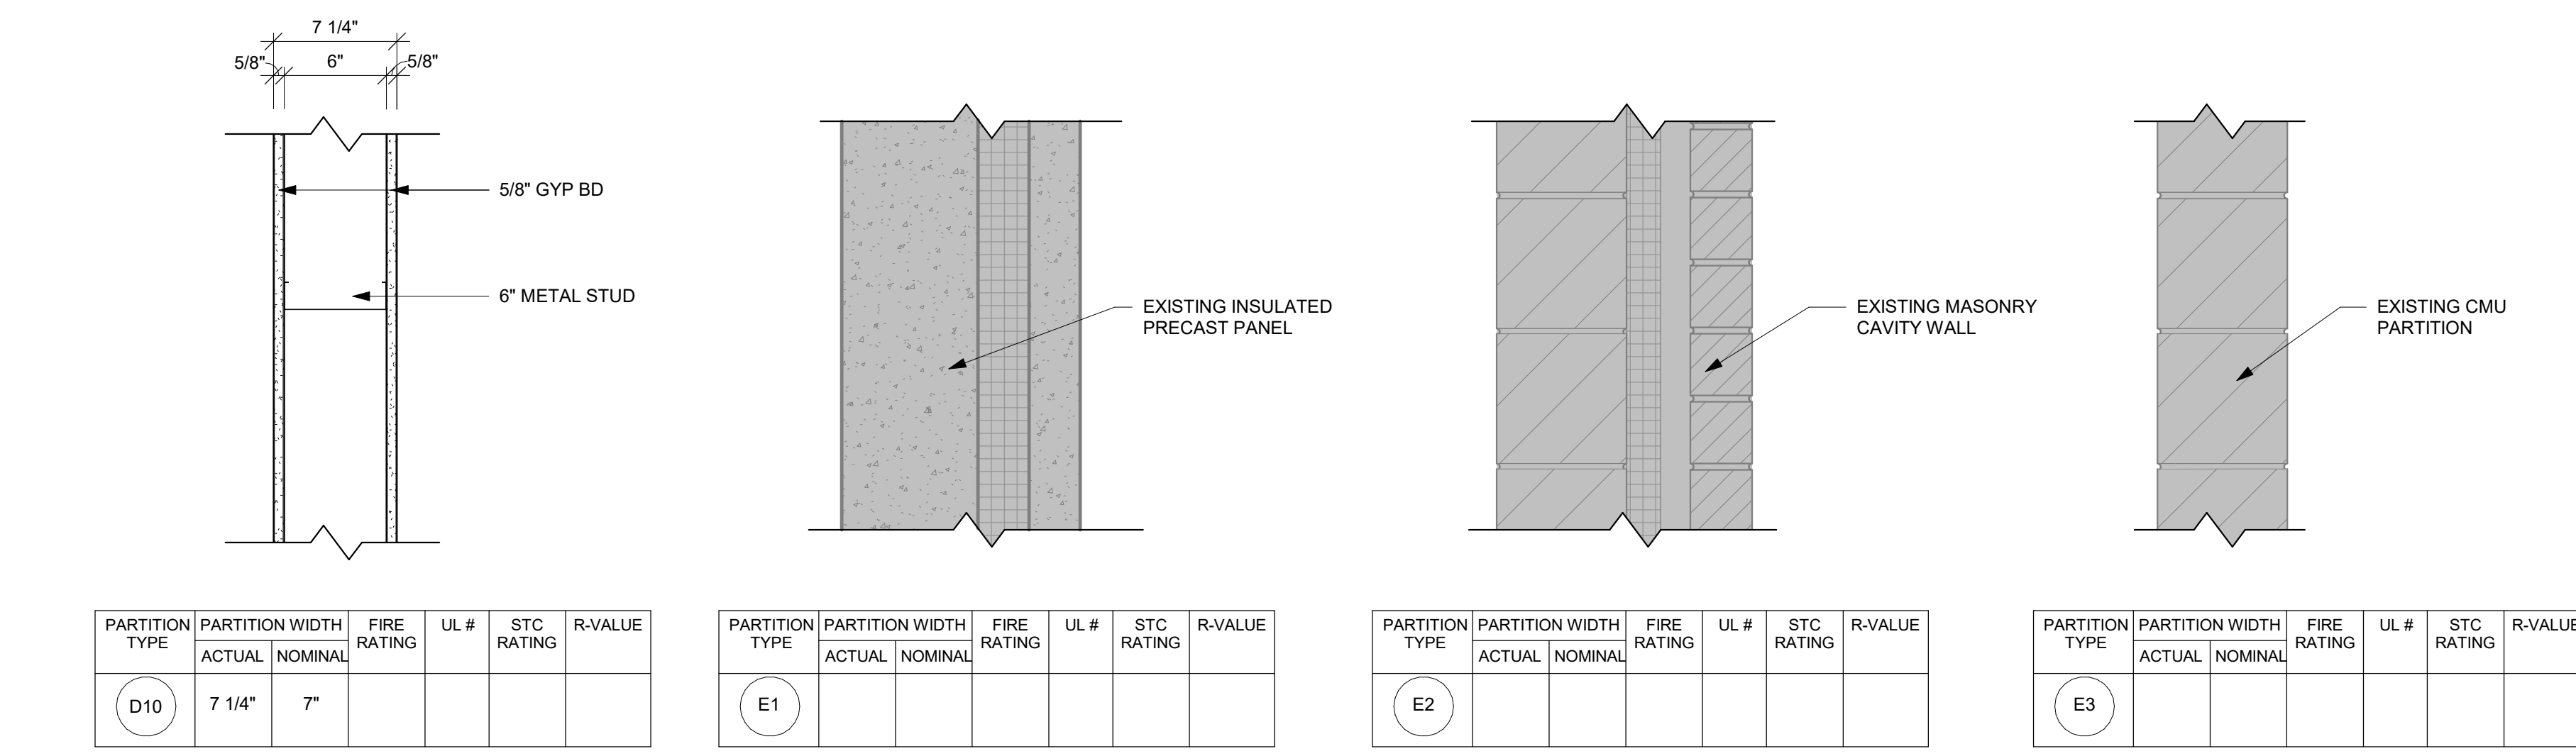 7 1/4"
5/8" 6" 5/8"
5/8" GYP BD
6" METAL STUD
EXISTING INSULATED
PRECAST PANEL
EXISTING MASONRY
CAVITY WALL
EXISTING CMU
PARTITION
PARTITION TYPE PARTITION WIDTH FIRE RATING UL # STC RATING R-VALUE
ACTUAL NOMINAL
D10 7 1/4" 7"
PARTITION TYPE PARTITION WIDTH FIRE RATING UL # STC RATING R-VALUE
ACTUAL NOMINAL
E1
PARTITION TYPE PARTITION WIDTH FIRE RATING UL # STC RATING R-VALUE
ACTUAL NOMINAL
E2
PARTITION TYPE PARTITION WIDTH FIRE RATING UL # STC RATING R-VALUE
ACTUAL NOMINAL
E3